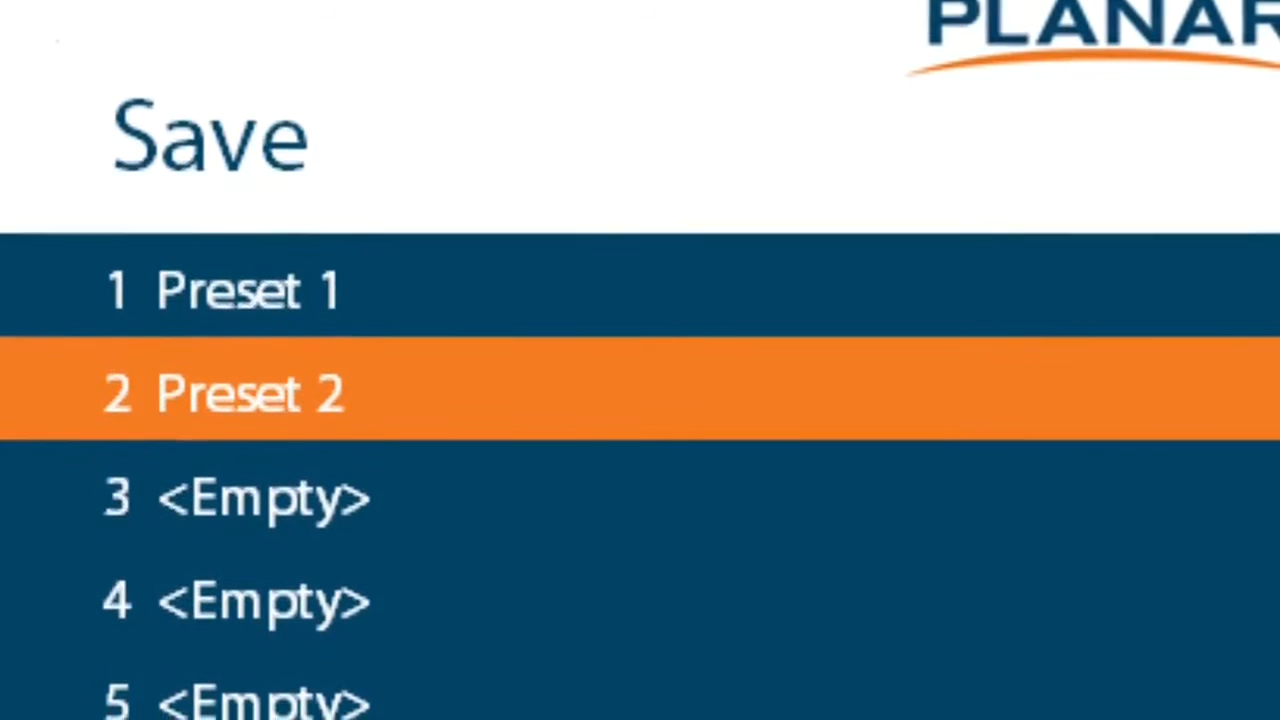 PLANAR
Save
1 Preset 1
2 Preset 2
3 <Empty>
4 <Empty>
5 <Empty>